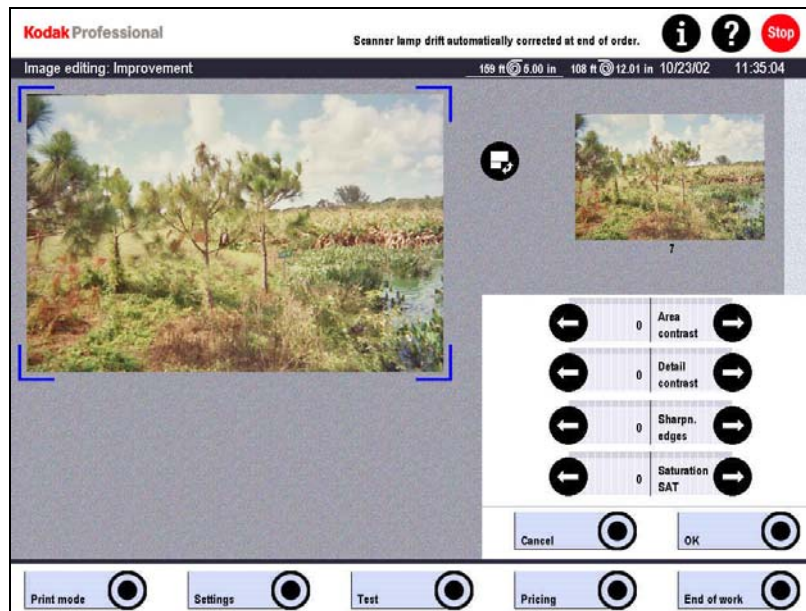 Kodak Professional
Scanner lamp drift automatically corrected at end of order.
i
?
Stop
Image editing: Improvement
159 ft 5.00 in
108 ft 12.01 in
10/23/02
11:35:04
7
0
Area
contrast
0
Detail
contrast
0
Sharpn.
edges
0
Saturation
SAT
Cancel
OK
Print mode
Settings
Test
Pricing
End of work